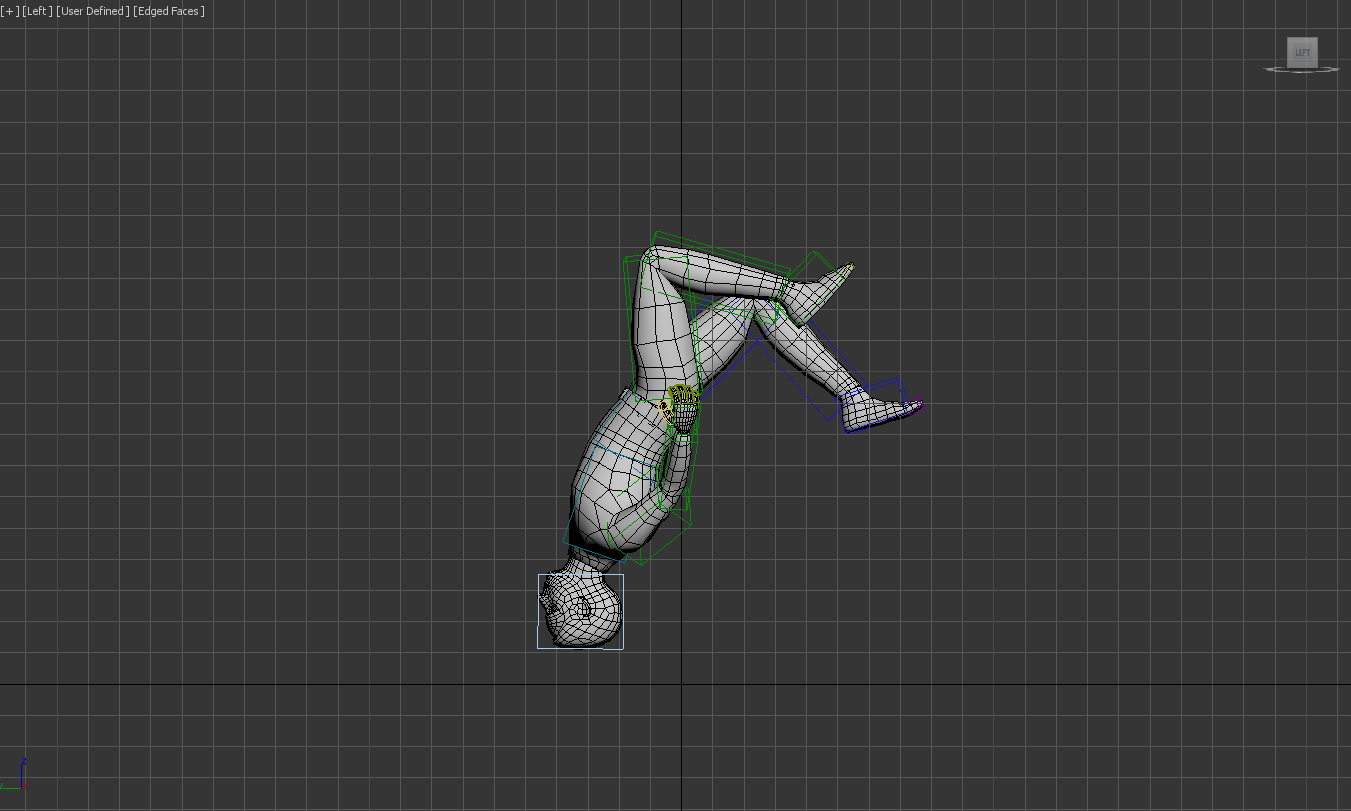 [+] [Left ] [User Defined ] [Edged Faces ]
LEFT
z